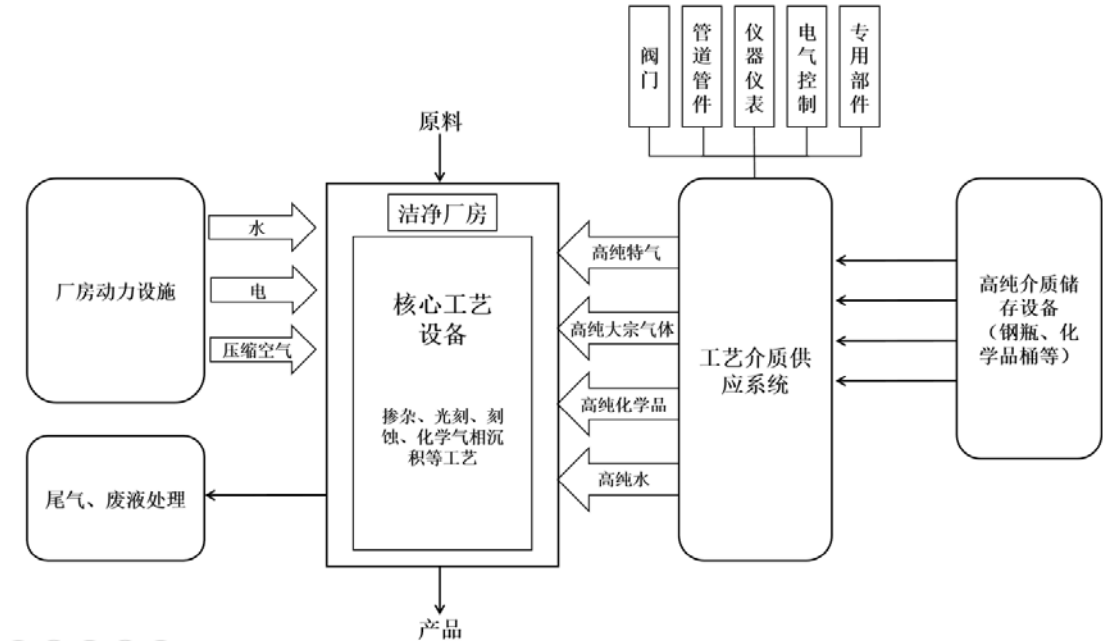 阀门
管道管件
仪器仪表
电气控制
专用部件
原料
洁净厂房
厂房动力设施
水
电
压缩空气
核心工艺
设备
掺杂、光刻、刻
蚀、化学气相沉
积等工艺
高纯特气
高纯大宗气体
高纯化学品
高纯水
工艺介质供
应系统
高纯介质储
存设备
（钢瓶、化
学品桶等）
尾气、废液处理
产品